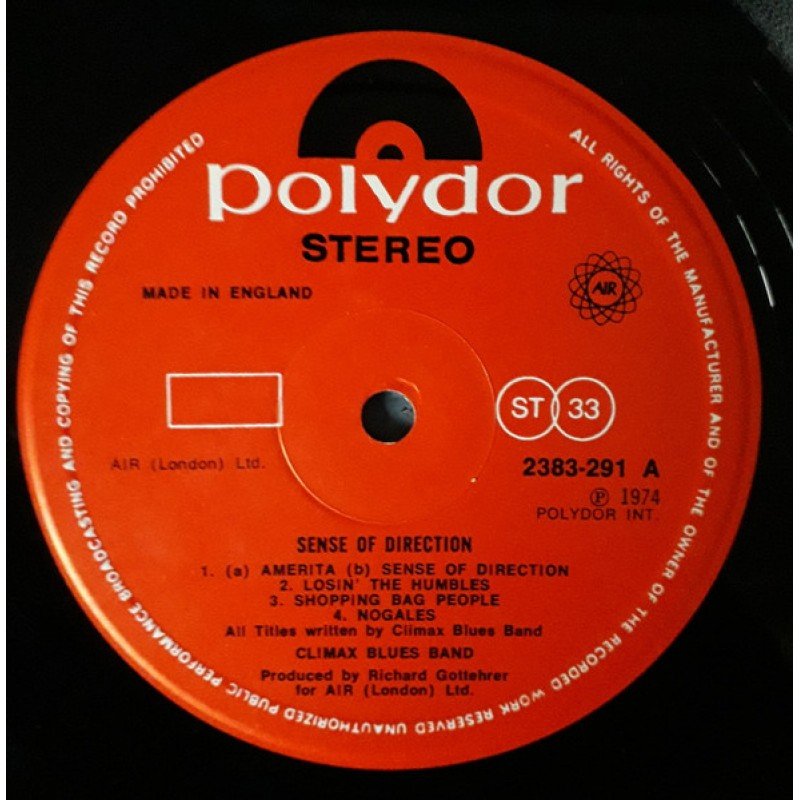 polydor
STEREO
MADE IN ENGLAND
AIR
ST 33
AIR (London) Ltd.
2383-291 A
℗ 1974
POLYDOR INT.
SENSE OF DIRECTION
1. (a) AMERITA (b) SENSE OF DIRECTION
2. LOSIN' THE HUMBLES
3. SHOPPING BAG PEOPLE
4. NOGALES
All Titles written by Climax Blues Band
CLIMAX BLUES BAND
Produced by Richard Gottehrer
for AIR (London) Ltd.
ALL RIGHTS OF THE MANUFACTURER AND OF THE OWNER OF THE RECORDED WORK RESERVED UNAUTHORIZED PUBLIC PERFORMANCE BROADCASTING AND COPYING OF THIS RECORD PROHIBITED